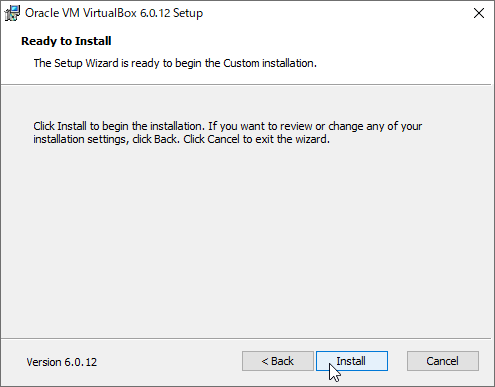 Oracle VM VirtualBox 6.0.12 Setup
Ready to Install
The Setup Wizard is ready to begin the Custom installation.
Click Install to begin the installation. If you want to review or change any of your
installation settings, click Back. Click Cancel to exit the wizard.
Version 6.0.12
< Back
Install
Cancel